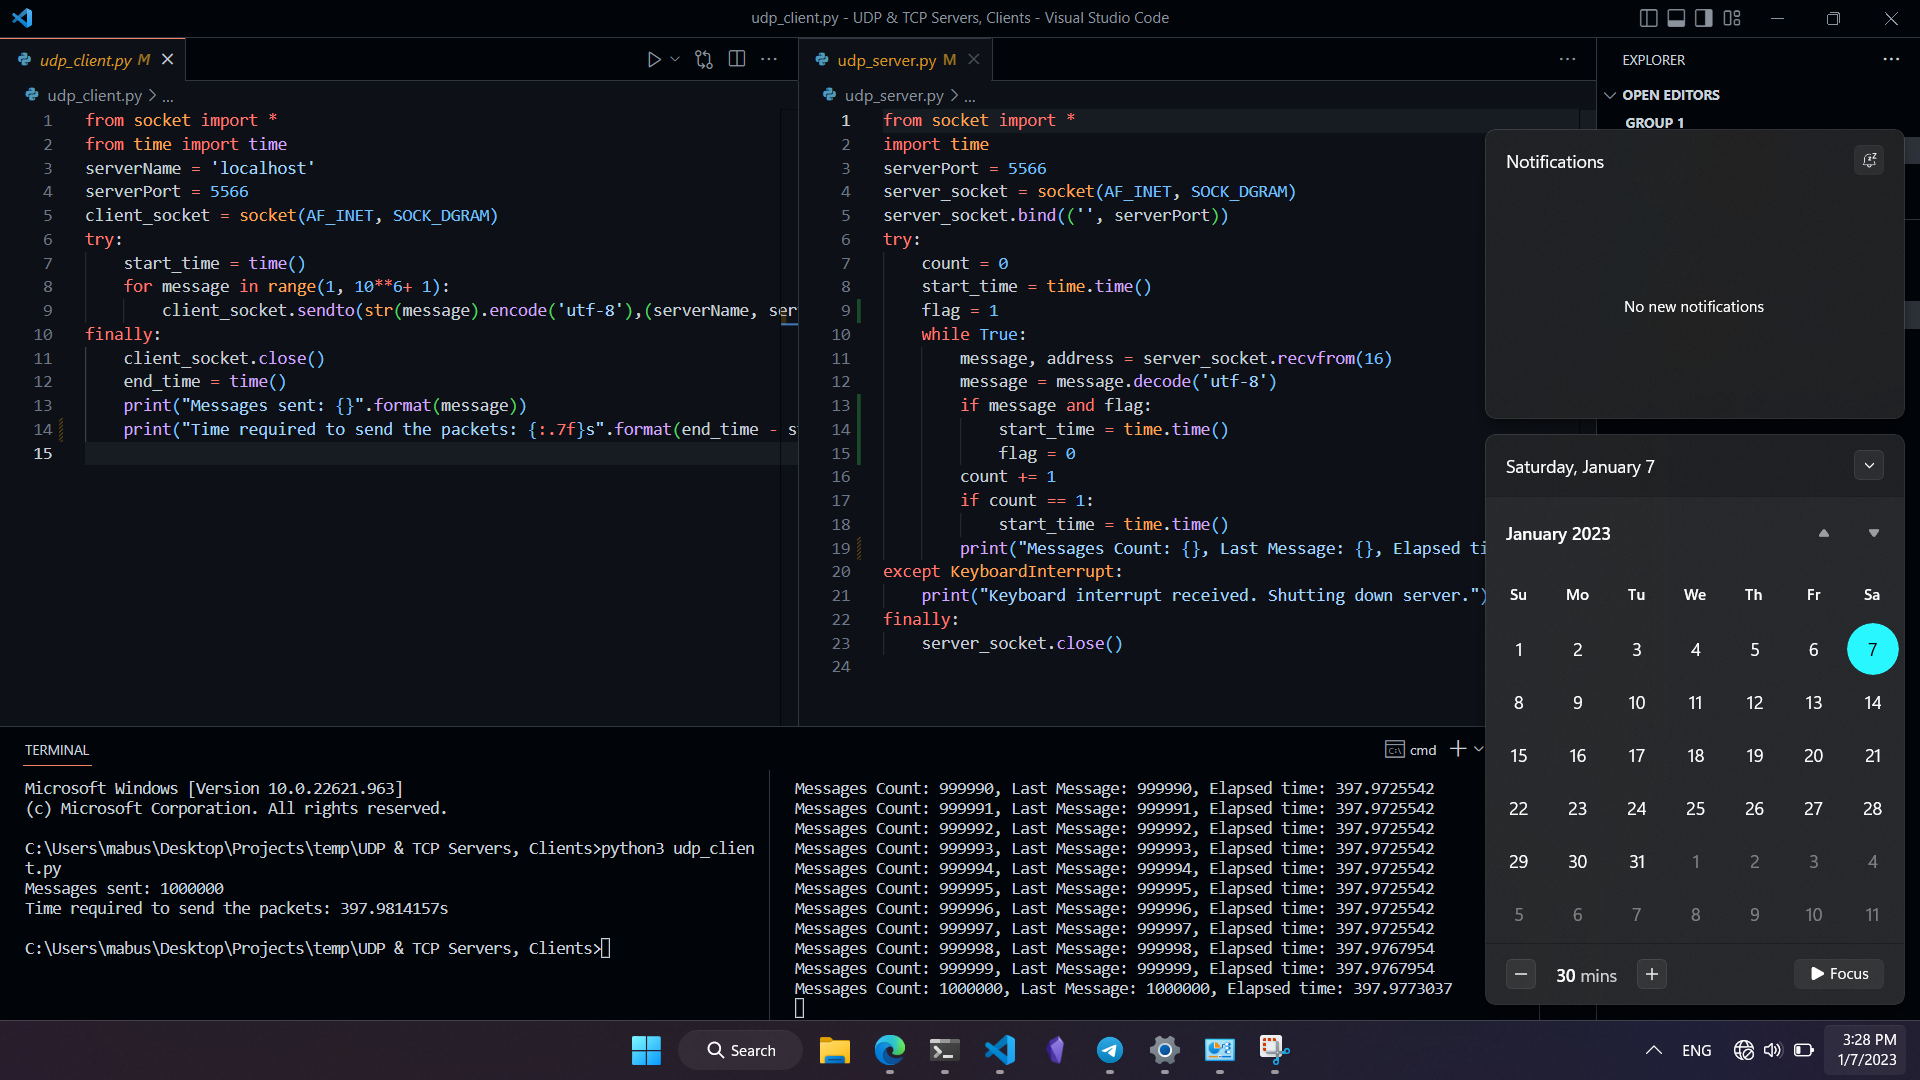 udp_client.py - UDP & TCP Servers, Clients - Visual Studio Code
udp_client.py M
udp_client.py > ...
1 from socket import *
2 from time import time
3 serverName = 'localhost'
4 serverPort = 5566
5 client_socket = socket(AF_INET, SOCK_DGRAM)
6 try:
7 start_time = time()
8 for message in range(1, 10**6+ 1):
9 client_socket.sendto(str(message).encode('utf-8'),(serverName, ser
10 finally:
11 client_socket.close()
12 end_time = time()
13 print("Messages sent: {}".format(message))
14 print("Time required to send the packets: {:.7f}s".format(end_time - s
15
udp_server.py M
udp_server.py > ...
1 from socket import *
2 import time
3 serverPort = 5566
4 server_socket = socket(AF_INET, SOCK_DGRAM)
5 server_socket.bind(('', serverPort))
6 try:
7 count = 0
8 start_time = time.time()
9 flag = 1
10 while True:
11 message, address = server_socket.recvfrom(16)
12 message = message.decode('utf-8')
13 if message and flag:
14 start_time = time.time()
15 flag = 0
16 count += 1
17 if count == 1:
18 start_time = time.time()
19 print("Messages Count: {}, Last Message: {}, Elapsed ti
20 except KeyboardInterrupt:
21 print("Keyboard interrupt received. Shutting down server.")
22 finally:
23 server_socket.close()
24
EXPLORER
OPEN EDITORS
GROUP 1
Notifications
No new notifications
Saturday, January 7
January 2023
Su Mo Tu We Th Fr Sa
1 2 3 4 5 6 7
8 9 10 11 12 13 14
15 16 17 18 19 20 21
22 23 24 25 26 27 28
29 30 31 1 2 3 4
5 6 7 8 9 10 11
30 mins
Focus
TERMINAL
cmd
Microsoft Windows [Version 10.0.22621.963]
(c) Microsoft Corporation. All rights reserved.
C:\Users\mabus\Desktop\Projects\temp\UDP & TCP Servers, Clients>python3 udp_clien
t.py
Messages sent: 1000000
Time required to send the packets: 397.9814157s
C:\Users\mabus\Desktop\Projects\temp\UDP & TCP Servers, Clients>
Messages Count: 999990, Last Message: 999990, Elapsed time: 397.9725542
Messages Count: 999991, Last Message: 999991, Elapsed time: 397.9725542
Messages Count: 999992, Last Message: 999992, Elapsed time: 397.9725542
Messages Count: 999993, Last Message: 999993, Elapsed time: 397.9725542
Messages Count: 999994, Last Message: 999994, Elapsed time: 397.9725542
Messages Count: 999995, Last Message: 999995, Elapsed time: 397.9725542
Messages Count: 999996, Last Message: 999996, Elapsed time: 397.9725542
Messages Count: 999997, Last Message: 999997, Elapsed time: 397.9725542
Messages Count: 999998, Last Message: 999998, Elapsed time: 397.9767954
Messages Count: 999999, Last Message: 999999, Elapsed time: 397.9767954
Messages Count: 1000000, Last Message: 1000000, Elapsed time: 397.9773037
Search
ENG
3:28 PM
1/7/2023